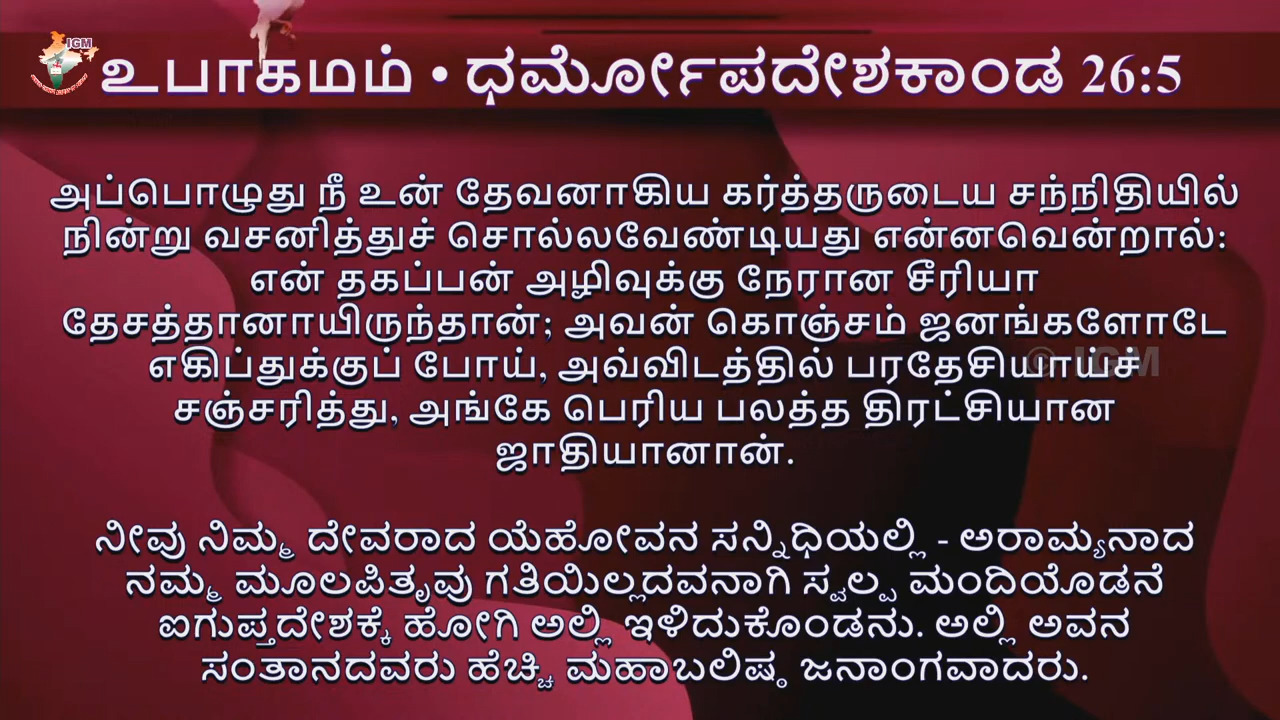 IGM
உபாகமம் • ಧರ್ಮೋಪದೇಶಕಾಂಡ 26:5
அப்பொழுது நீ உன் தேவனாகிய கர்த்தருடைய சந்நிதியில்
நின்று வசனித்துச் சொல்லவேண்டியது என்னவென்றால்:
என் தகப்பன் அழிவுக்கு நேரான சீரியா
தேசத்தானாயிருந்தான்; அவன் கொஞ்சம் ஜனங்களோடே
எகிப்துக்குப் போய், அவ்விடத்தில் பரதேசியாய்ச்
© IGM
சஞ்சரித்து, அங்கே பெரிய பலத்த திரட்சியான
ஜாதியானான்.
ನೀವು ನಿಮ್ಮ ದೇವರಾದ ಯೆಹೋವನ ಸನ್ನಿಧಿಯಲ್ಲಿ - ಅರಾಮ್ಯನಾದ
ನಮ್ಮ ಮೂಲಪಿತೃವು ಗತಿಯಿಲ್ಲದವನಾಗಿ ಸ್ವಲ್ಪ ಮಂದಿಯೊಡನೆ
ಐಗುಪ್ತದೇಶಕ್ಕೆ ಹೋಗಿ ಅಲ್ಲಿ ಇಳಿದುಕೊಂಡನು. ಅಲ್ಲಿ ಅವನ
ಸಂತಾನದವರು ಹೆಚ್ಚಿ ಮಹಾಬಲಿಷ್ಠ ಜನಾಂಗವಾದರು.